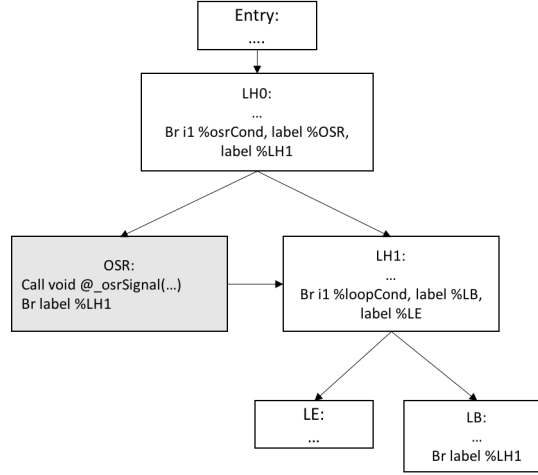 Entry:
....
LH0:
...
Br i1 %osrCond, label %OSR,
label %LH1
OSR:
Call void @_osrSignal(...)
Br label %LH1
LH1:
...
Br i1 %loopCond, label %LB,
label %LE
LE:
...
LB:
...
Br label %LH1